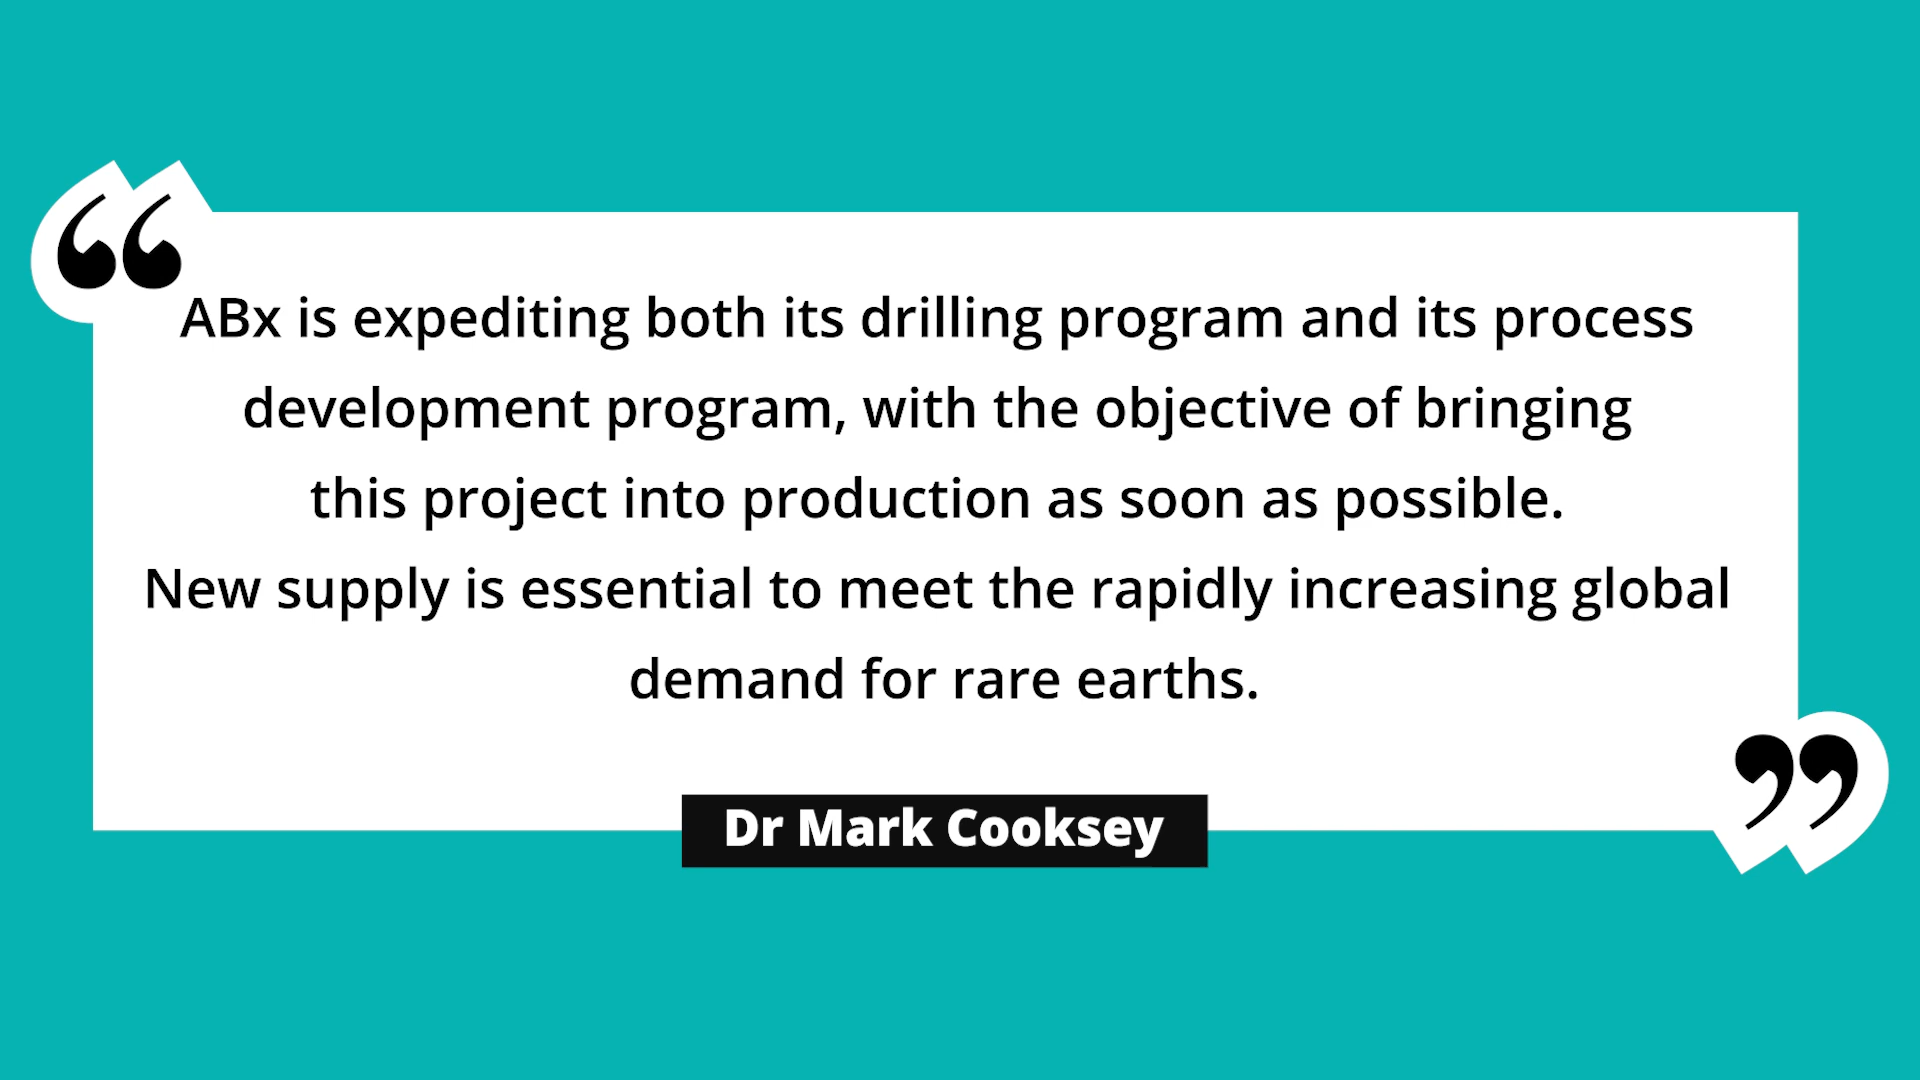 “
ABx is expediting both its drilling program and its process
development program, with the objective of bringing
this project into production as soon as possible.
New supply is essential to meet the rapidly increasing global
demand for rare earths.
”
Dr Mark Cooksey